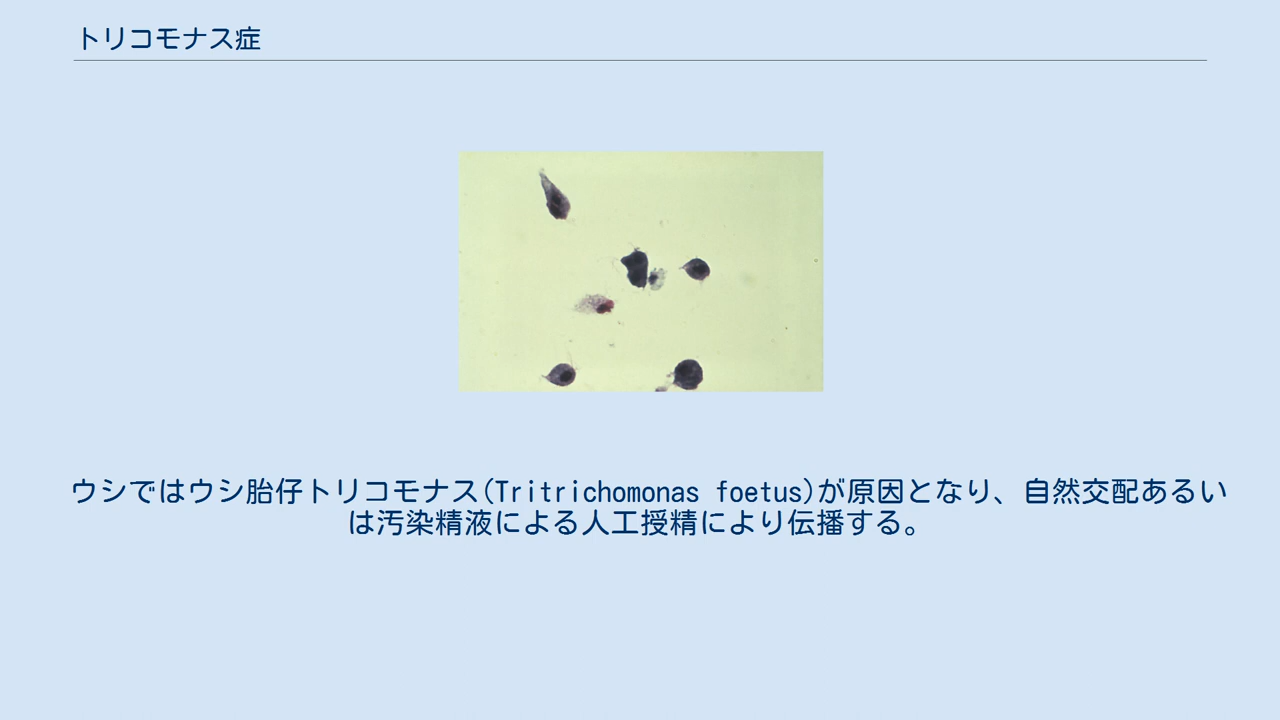 トリコモナス症
ウシではウシ胎仔トリコモナス(Tritrichomonas foetus)が原因となり、自然交配あるい
は汚染精液による人工授精により伝播する。